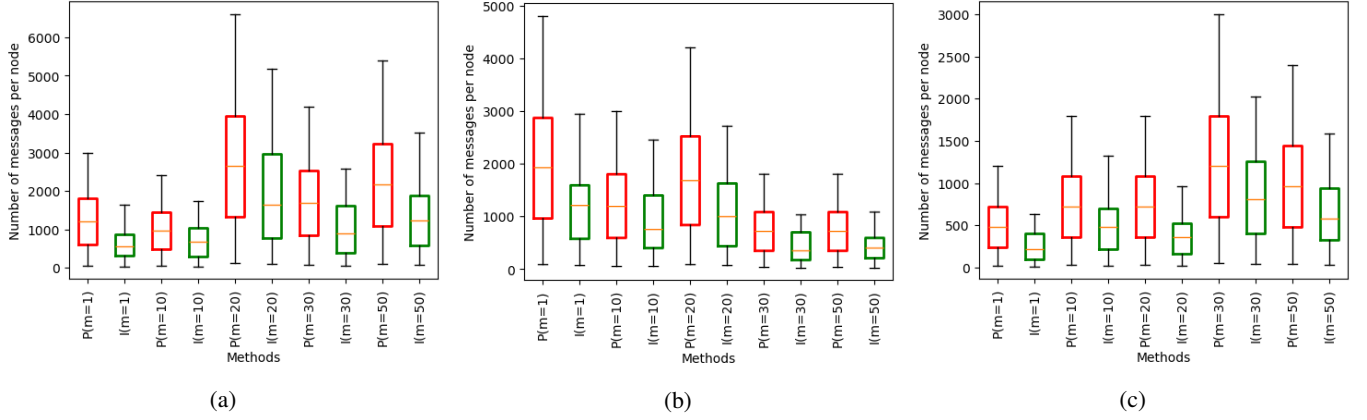 Number of messages per node
6000
5000
4000
3000
2000
1000
0
P(m=1)
I(m=1)
P(m=10)
I(m=10)
P(m=20)
I(m=20)
P(m=30)
I(m=30)
P(m=50)
I(m=50)
Methods
(a)
Number of messages per node
5000
4000
3000
2000
1000
0
P(m=1)
I(m=1)
P(m=10)
I(m=10)
P(m=20)
I(m=20)
P(m=30)
I(m=30)
P(m=50)
I(m=50)
Methods
(b)
Number of messages per node
3000
2500
2000
1500
1000
500
0
P(m=1)
I(m=1)
P(m=10)
I(m=10)
P(m=20)
I(m=20)
P(m=30)
I(m=30)
P(m=50)
I(m=50)
Methods
(c)